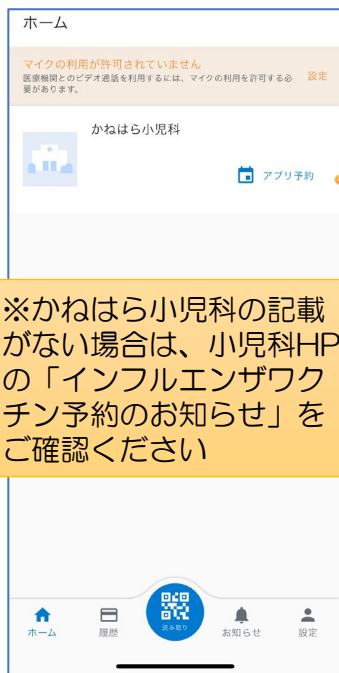 ホーム
マイクの利用が許可されていません
医療機関とのビデオ通話を利用するには、マイクの利用を許可する必
要があります。
設定
かねはら小児科
アプリ予約
※かねはら小児科の記載
がない場合は、小児科HP
の「インフルエンザワク
チン予約のお知らせ」を
ご確認ください
ホーム
履歴
読み取り
お知らせ
設定